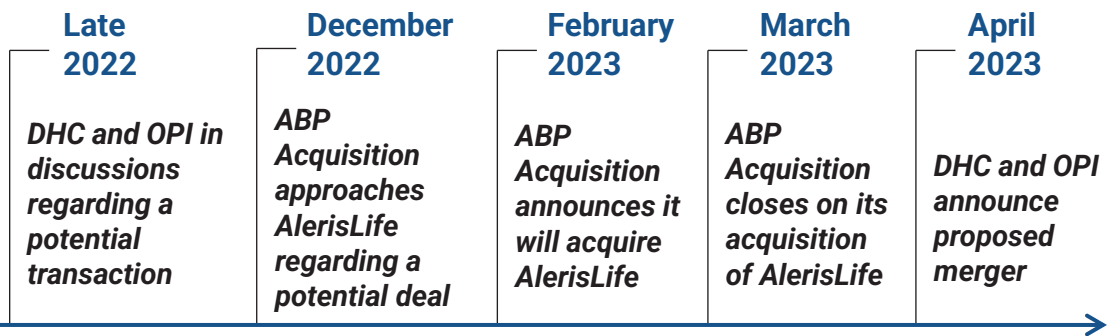 Late
2022
DHC and OPI in
discussions
regarding a
potential
transaction
December
2022
ABP
Acquisition
approaches
AlerisLife
regarding a
potential deal
February
2023
ABP
Acquisition
announces it
will acquire
AlerisLife
March
2023
ABP
Acquisition
closes on its
acquisition
of AlerisLife
April
2023
DHC and OPI
announce
proposed
merger